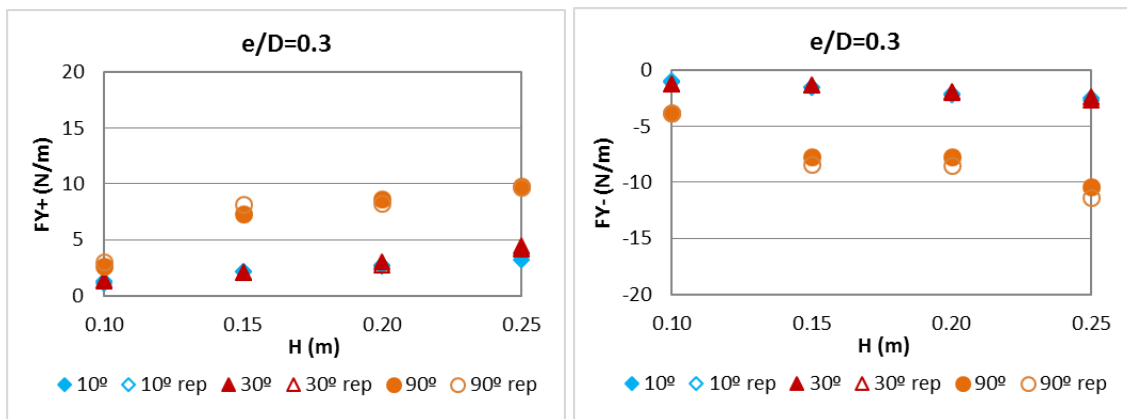 e/D=0.3
20
15
10
5
0
FY+ (N/m)
0.10 0.15 0.20 0.25
H (m)
10º 10º rep 30º 30º rep 90º 90º rep
e/D=0.3
0
-5
-10
-15
-20
FY- (N/m)
0.10 0.15 0.20 0.25
H (m)
10º 10º rep 30º 30º rep 90º 90º rep